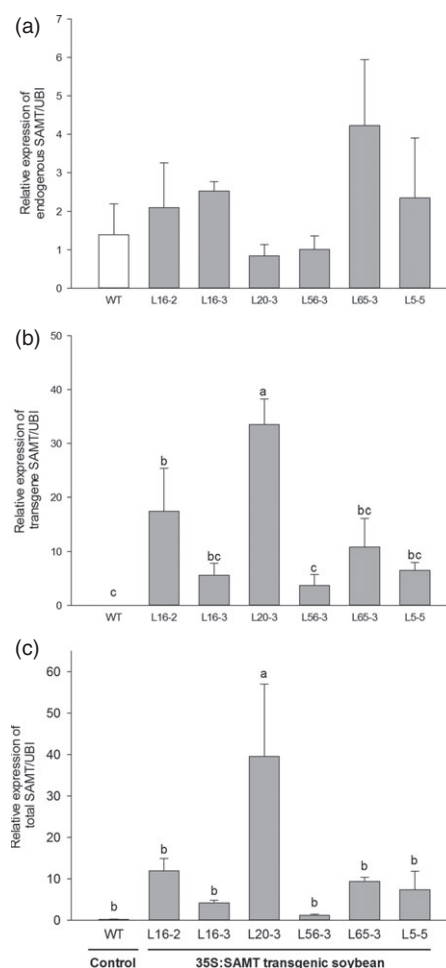 (a)
Relative expression of
endogenous SAMT/UBI
7
6
5
4
3
2
1
0
WT L16-2 L16-3 L20-3 L56-3 L65-3 L5-5
(b)
Relative expression of
transgene SAMT/UBI
50
40
30
20
10
0
c b bc a c bc bc
WT L16-2 L16-3 L20-3 L56-3 L65-3 L5-5
(c)
Relative expression of
total SAMT/UBI
60
50
40
30
20
10
0
b b b a b b b
WT L16-2 L16-3 L20-3 L56-3 L65-3 L5-5
Control 35S:SAMT transgenic soybean